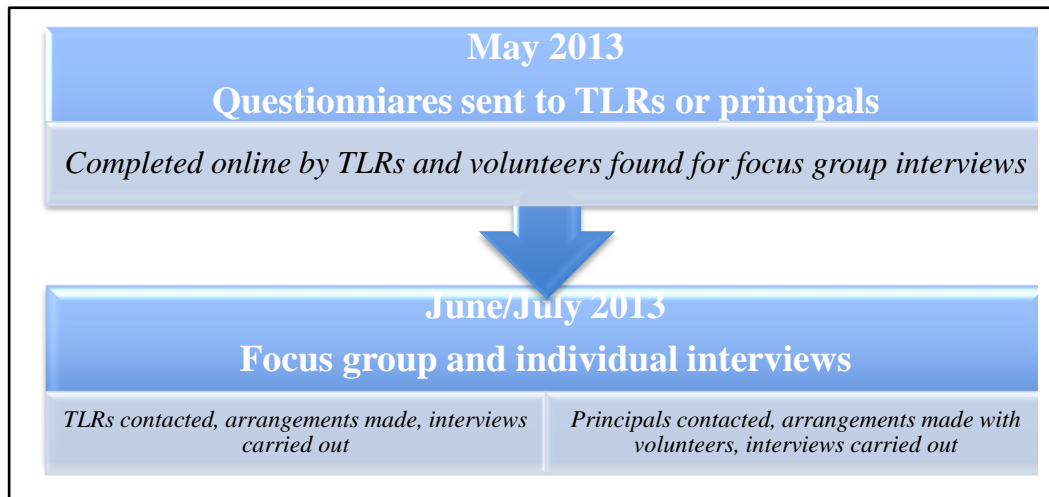 May 2013
Questionniares sent to TLRs or principals
Completed online by TLRs and volunteers found for focus group interviews
June/July 2013
Focus group and individual interviews
TLRs contacted, arrangements made, interviews
carried out
Principals contacted, arrangements made with
volunteers, interviews carried out